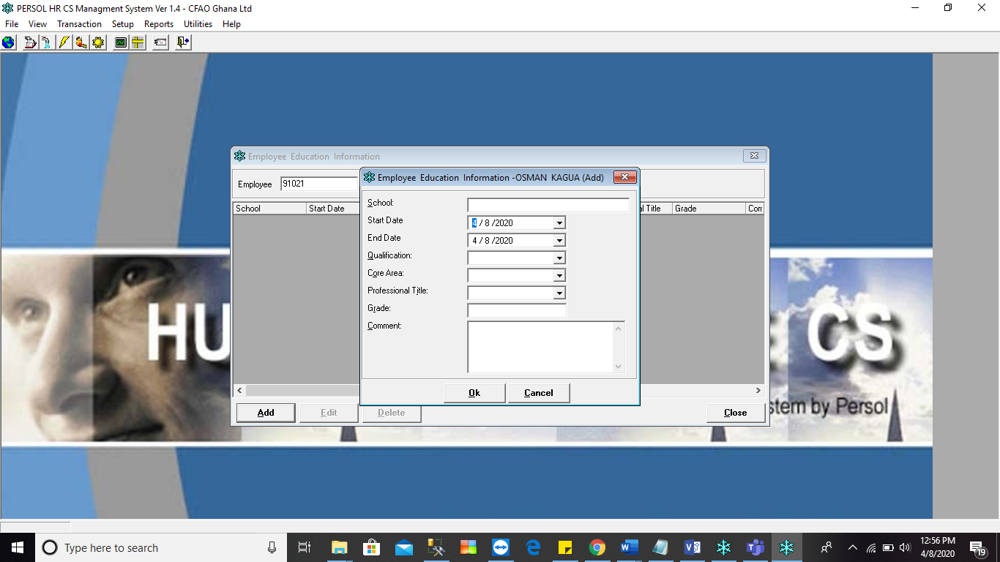 PERSOL HR CS Managment System Ver 1.4 - CFAO Ghana Ltd
File View Transaction Setup Reports Utilities Help
Employee Education Information
Employee 91021
School Start Date al Title Grade Com
Employee Education Information -OSMAN KAGUA (Add)
School:
Start Date 4 / 8 /2020
End Date 4 / 8 /2020
Qualification:
Core Area:
Professional Title:
Grade:
Comment:
Ok Cancel
Add Edit Delete Close
HU CS
stem by Persol
Type here to search
12:56 PM
4/8/2020
19